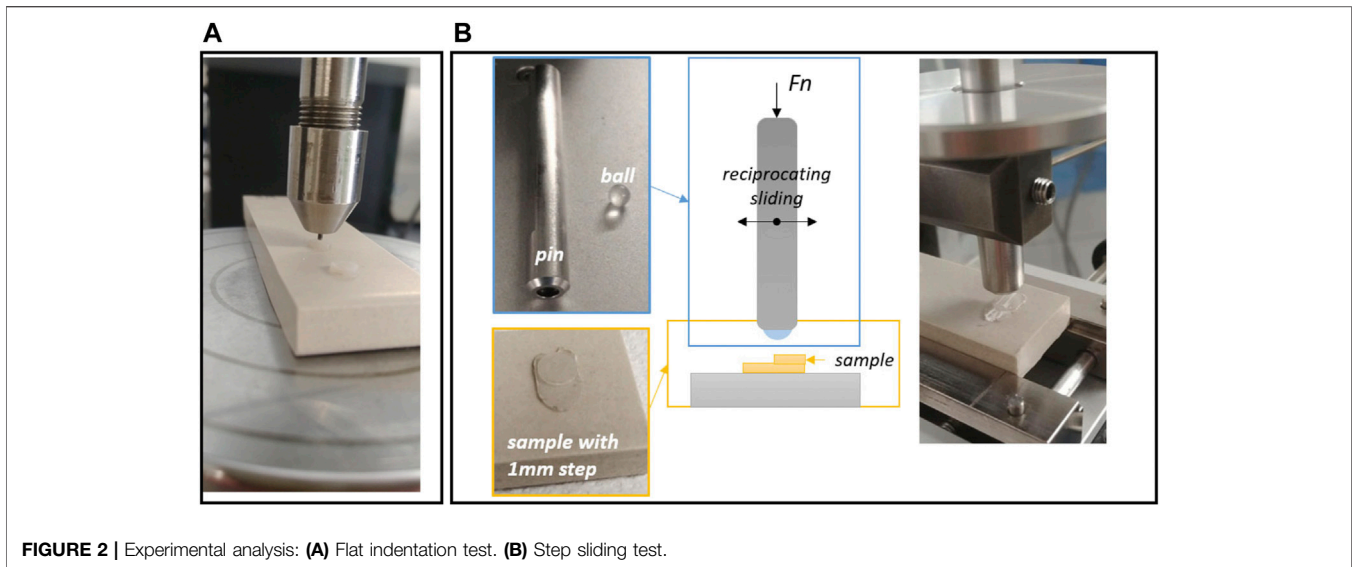 A
B
Fn
ball
reciprocating
sliding
pin
sample
sample with
1mm step
FIGURE 2 | Experimental analysis: (A) Flat indentation test. (B) Step sliding test.